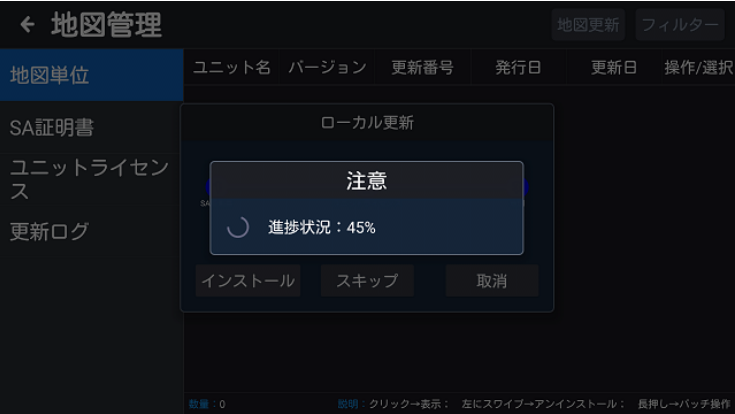 地図管理
地図更新 フィルター
地図単位
SA証明書
ユニットライセン
ス
更新ログ
ユニット名 バージョン 更新番号 発行日 更新日 操作/選択
ローカル更新
注意
SA
進捗状況：45%
インストール スキップ 取消
数量：0 説明：クリック→表示； 左にスワイプ→アンインストール； 長押し→バッチ操作